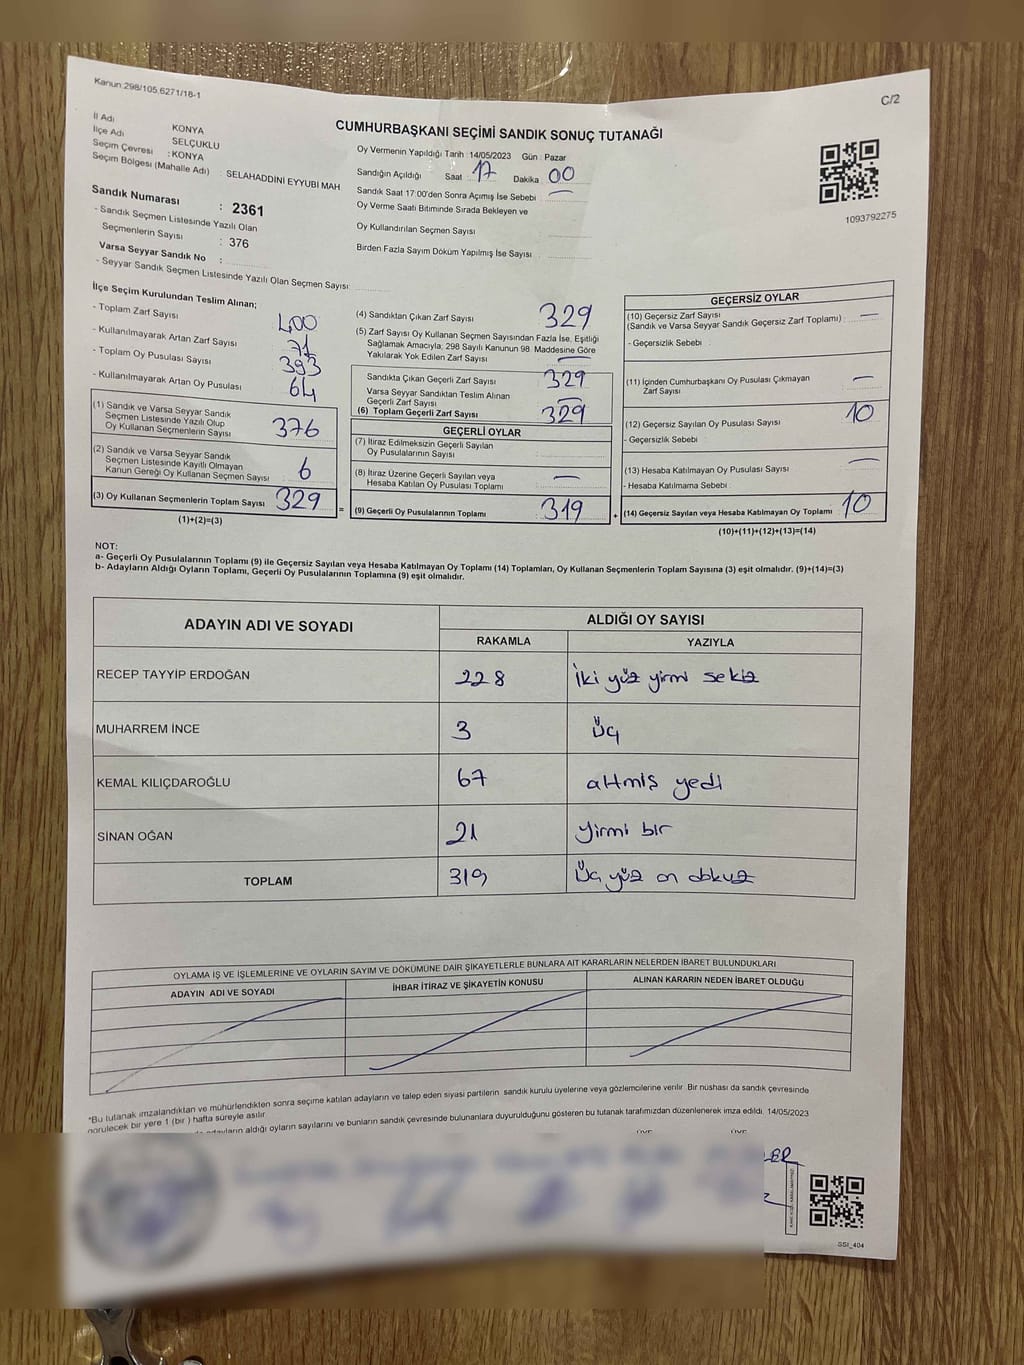 Kanun:298/105,6271/18-1
C/2
İl Adı KONYA
İlçe Adı SELÇUKLU
Seçim Çevresi : KONYA
Seçim Bölgesi (Mahalle Adı) : SELAHADDİNİ EYYUBİ MAH
Sandık Numarası : 2361
- Sandık Seçmen Listesinde Yazılı Olan
Seçmenlerin Sayısı : 376
Varsa Seyyar Sandık No :
- Seyyar Sandık Seçmen Listesinde Yazılı Olan Seçmen Sayısı:
CUMHURBAŞKANI SEÇİMİ SANDIK SONUÇ TUTANAĞI
Oy Vermenin Yapıldığı Tarih : 14/05/2023 Gün : Pazar
Sandığın Açıldığı Saat 17 Dakika 00
Sandık Saat 17:00'den Sonra Açımış İse Sebebi : —
Oy Verme Saati Bitiminde Sırada Bekleyen ve
Oy Kullandırılan Seçmen Sayısı
Birden Fazla Sayım Döküm Yapılmış İse Sayısı :
1093792275
İlçe Seçim Kurulundan Teslim Alınan;
- Toplam Zarf Sayısı 400
- Kullanılmayarak Artan Zarf Sayısı 71
- Toplam Oy Pusulası Sayısı 393
- Kullanılmayarak Artan Oy Pusulası 64
(1) Sandık ve Varsa Seyyar Sandık
Seçmen Listesinde Yazılı Olup
Oy Kullanan Seçmenlerin Sayısı 376
(2) Sandık ve Varsa Seyyar Sandık
Seçmen Listesinde Kayıtlı Olmayan
Kanun Gereği Oy Kullanan Seçmen Sayısı 6
(3) Oy Kullanan Seçmenlerin Toplam Sayısı 329
(1)+(2)=(3)
(4) Sandıktan Çıkan Zarf Sayısı 329
(5) Zarf Sayısı Oy Kullanan Seçmen Sayısından Fazla İse, Eşitliği
Sağlamak Amacıyla; 298 Sayılı Kanunun 98. Maddesine Göre
Yakılarak Yok Edilen Zarf Sayısı —
Sandıkta Çıkan Geçerli Zarf Sayısı 329
Varsa Seyyar Sandıktan Teslim Alınan
Geçerli Zarf Sayısı —
(6) Toplam Geçerli Zarf Sayısı 329
GEÇERLİ OYLAR
(7) İtiraz Edilmeksizin Geçerli Sayılan
Oy Pusulalarının Sayısı
(8) İtiraz Üzerine Geçerli Sayılan veya
Hesaba Katılan Oy Pusulası Toplamı —
= (9) Geçerli Oy Pusulalarının Toplamı 319
GEÇERSİZ OYLAR
(10) Geçersiz Zarf Sayısı
(Sandık ve Varsa Seyyar Sandık Geçersiz Zarf Toplamı) : —
- Geçersizlik Sebebi :
(11) İçinden Cumhurbaşkanı Oy Pusulası Çıkmayan
Zarf Sayısı —
(12) Geçersiz Sayılan Oy Pusulası Sayısı 10
- Geçersizlik Sebebi :
(13) Hesaba Katılmayan Oy Pusulası Sayısı —
- Hesaba Katılmama Sebebi :
+ (14) Geçersiz Sayılan veya Hesaba Katılmayan Oy Toplamı 10
(10)+(11)+(12)+(13)=(14)
NOT:
a- Geçerli Oy Pusulalarının Toplamı (9) ile Geçersiz Sayılan veya Hesaba Katılmayan Oy Toplamı (14) Toplamları, Oy Kullanan Seçmenlerin Toplam Sayısına (3) eşit olmalıdır. (9)+(14)=(3)
b- Adayların Aldığı Oyların Toplamı, Geçerli Oy Pusulalarının Toplamına (9) eşit olmalıdır.
ADAYIN ADI VE SOYADI ALDIĞI OY SAYISI
RAKAMLA YAZIYLA
RECEP TAYYİP ERDOĞAN 228 İki yüz yirmi sekiz
MUHARREM İNCE 3 Üç
KEMAL KILIÇDAROĞLU 67 altmış yedi
SİNAN OĞAN 21 yirmi bir
TOPLAM 319 Üç yüz on dokuz
OYLAMA İŞ VE İŞLEMLERİNE VE OYLARIN SAYIM VE DÖKÜMÜNE DAİR ŞİKAYETLERLE BUNLARA AİT KARARLARIN NELERDEN İBARET BULUNDUKLARI
ADAYIN ADI VE SOYADI İHBAR İTİRAZ VE ŞİKAYETİN KONUSU ALINAN KARARIN NEDEN İBARET OLDUĞU
*Bu tutanak imzalandıktan ve mühürlendikten sonra seçime katılan adayların ve talep eden siyasi partilerin sandık kurulu üyelerine veya gözlemcilerine verilir. Bir nüshası da sandık çevresinde
görülecek bir yere 1 (bir ) hafta süreyle asılır.
adayların aldığı oyların sayılarını ve bunların sandık çevresinde bulunanlara duyurulduğunu gösteren bu tutanak tarafımızdan düzenlenerek imza edildi. 14/05/2023
LER
SSI_404